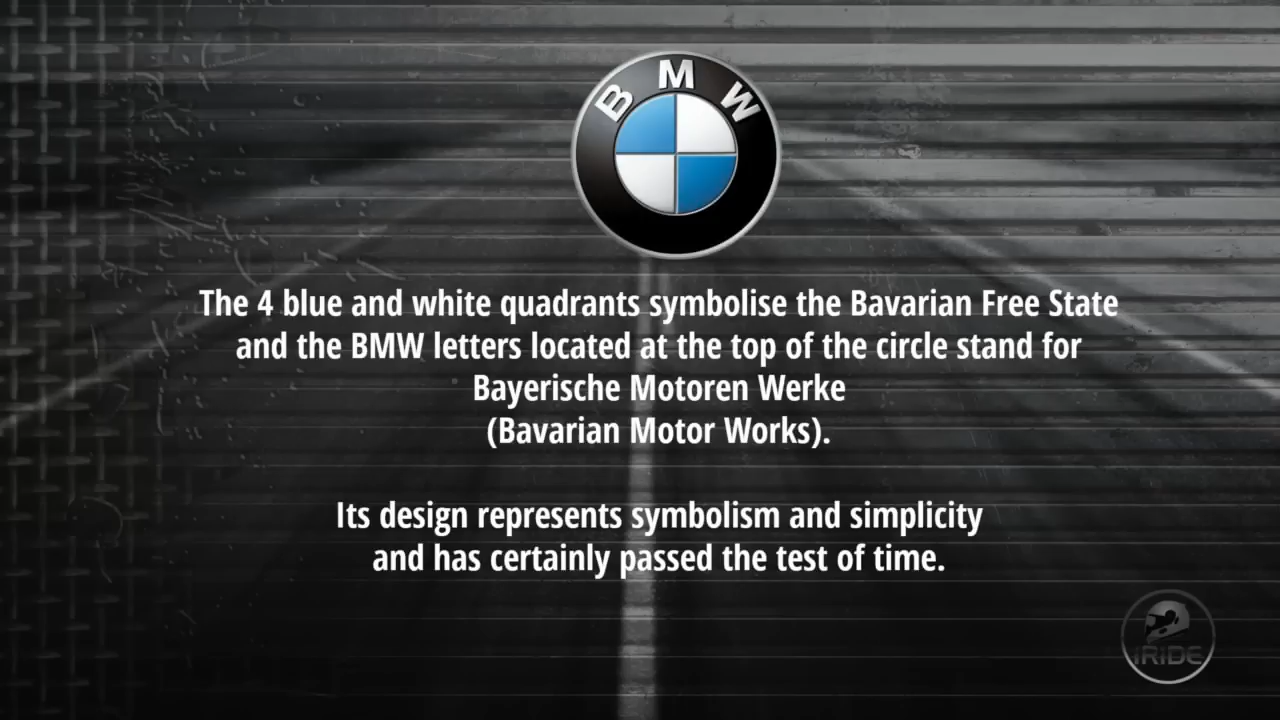 BMW
The 4 blue and white quadrants symbolise the Bavarian Free State
and the BMW letters located at the top of the circle stand for
Bayerische Motoren Werke
(Bavarian Motor Works).
Its design represents symbolism and simplicity
and has certainly passed the test of time.
iRIDE